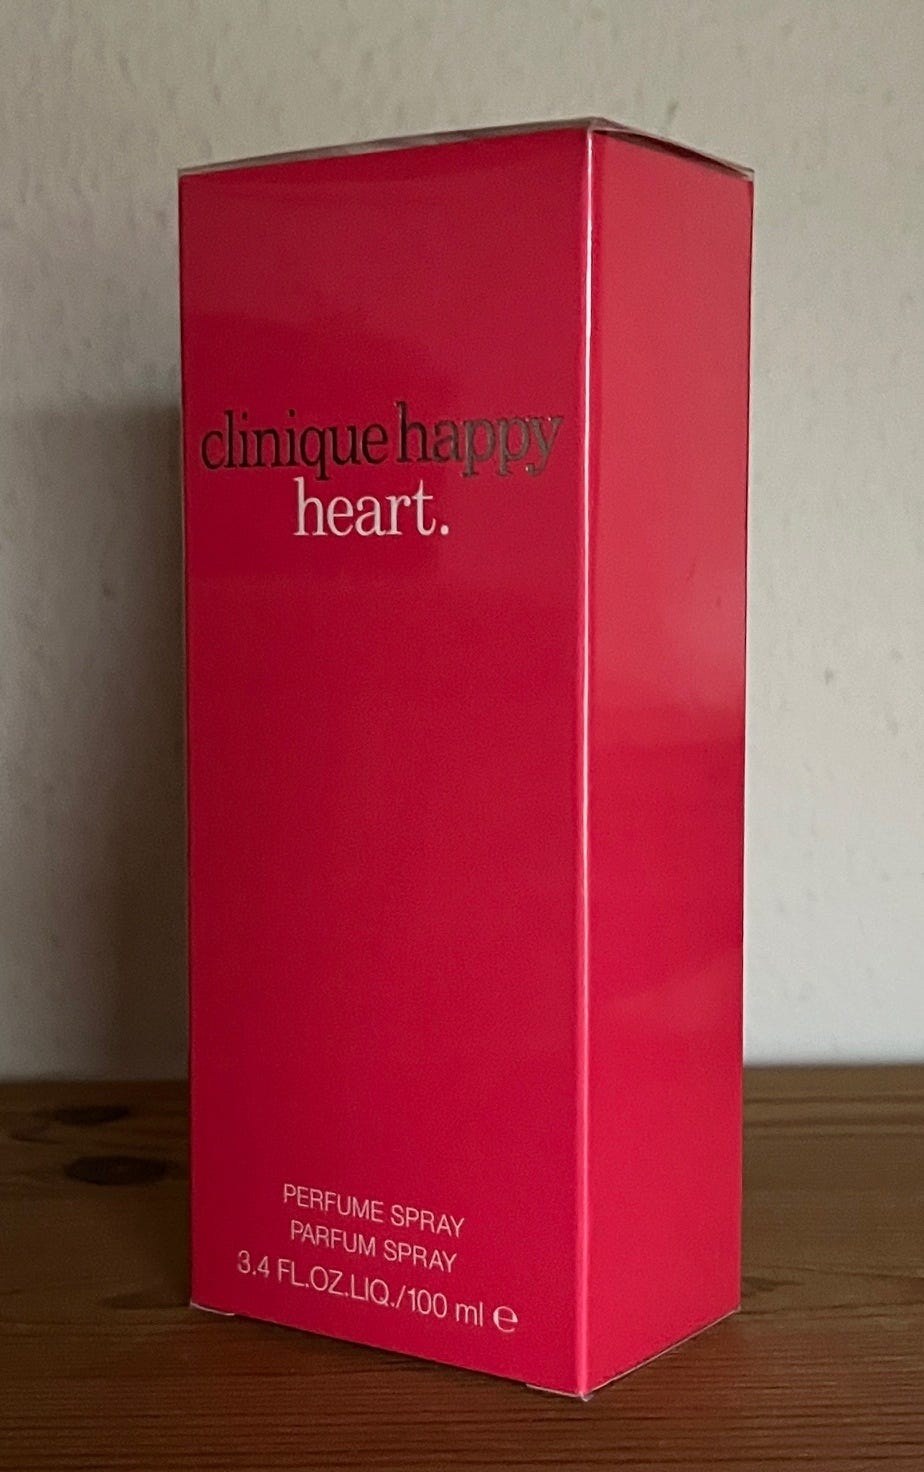 clinique happy
heart.
PERFUME SPRAY
PARFUM SPRAY
3.4 FL.OZ.LIQ./100 ml ℮